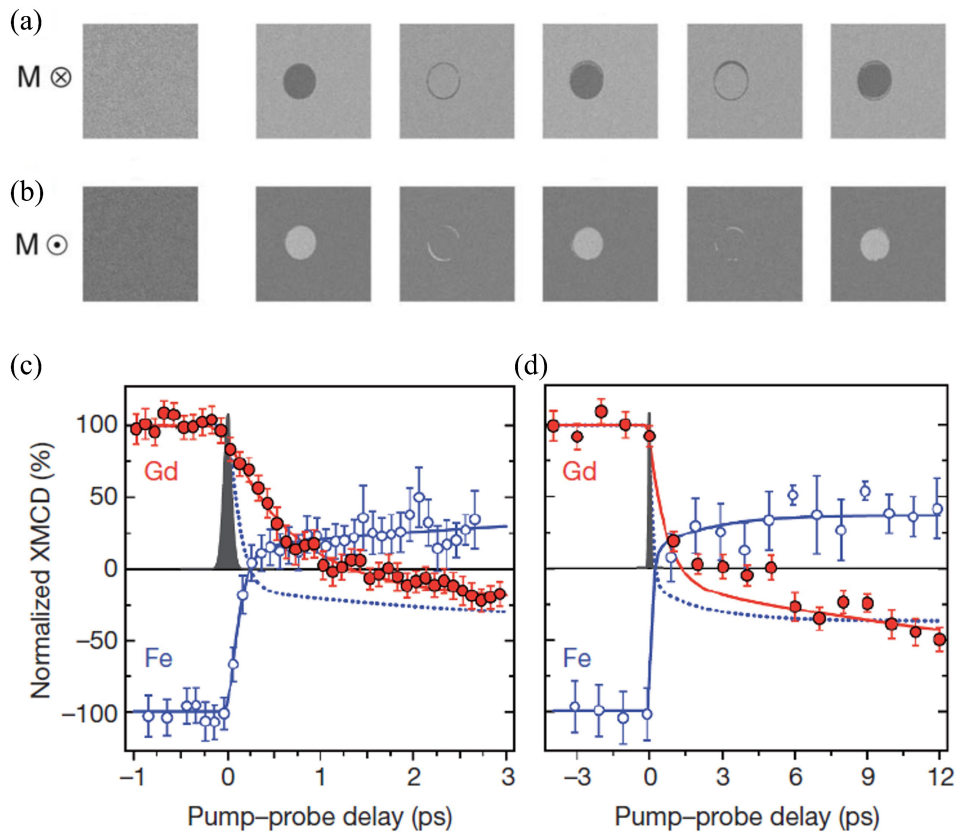 (a)
M ⊗
(b)
M ⊙
(c)
(d)
Normalized XMCD (%)
100
50
0
−50
−100
Gd
Fe
−1
0
1
2
3
Pump–probe delay (ps)
Gd
Fe
−3
0
3
6
9
12
Pump–probe delay (ps)